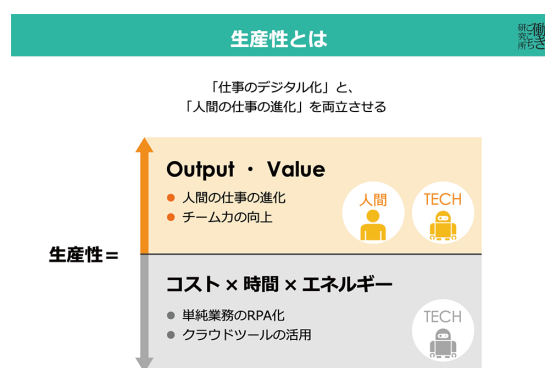 生産性とは
「仕事のデジタル化」と、
「人間の仕事の進化」を両立させる
Output ・ Value
人間の仕事の進化
チーム力の向上
人間
TECH
生産性＝
コスト × 時間 × エネルギー
単純業務のRPA化
クラウドツールの活用
TECH